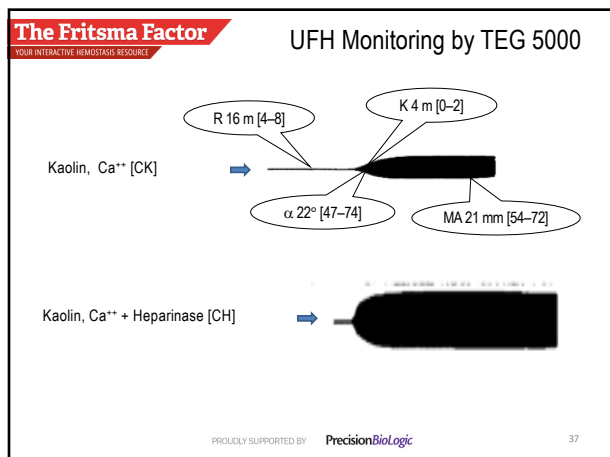 The Fritsma Factor
YOUR INTERACTIVE HEMOSTASIS RESOURCE
UFH Monitoring by TEG 5000
R 16 m [4–8]
K 4 m [0–2]
Kaolin, Ca⁺⁺ [CK]
α 22° [47–74]
MA 21 mm [54–72]
Kaolin, Ca⁺⁺ + Heparinase [CH]
PROUDLY SUPPORTED BY PrecisionBioLogic
37